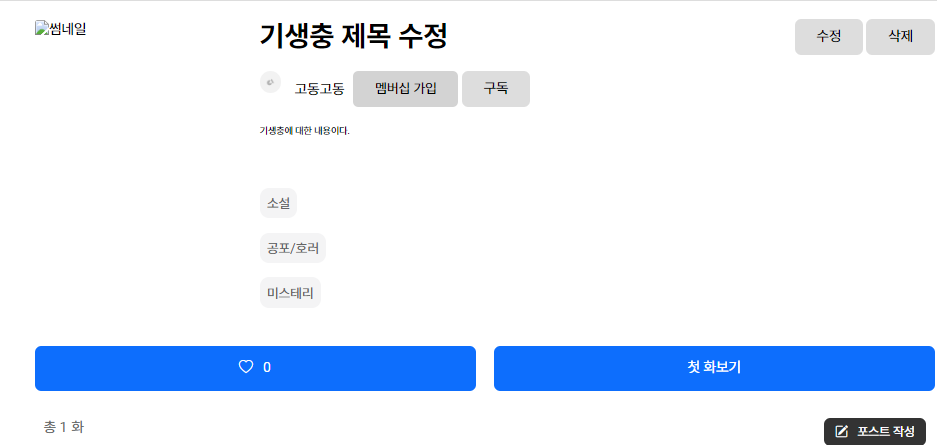 썸네일
기생충 제목 수정
수정 삭제
고동고동 멤버십 가입 구독
기생충에 대한 내용이다.
소설
공포/호러
미스테리
0 첫 화보기
총 1 화 포스트 작성